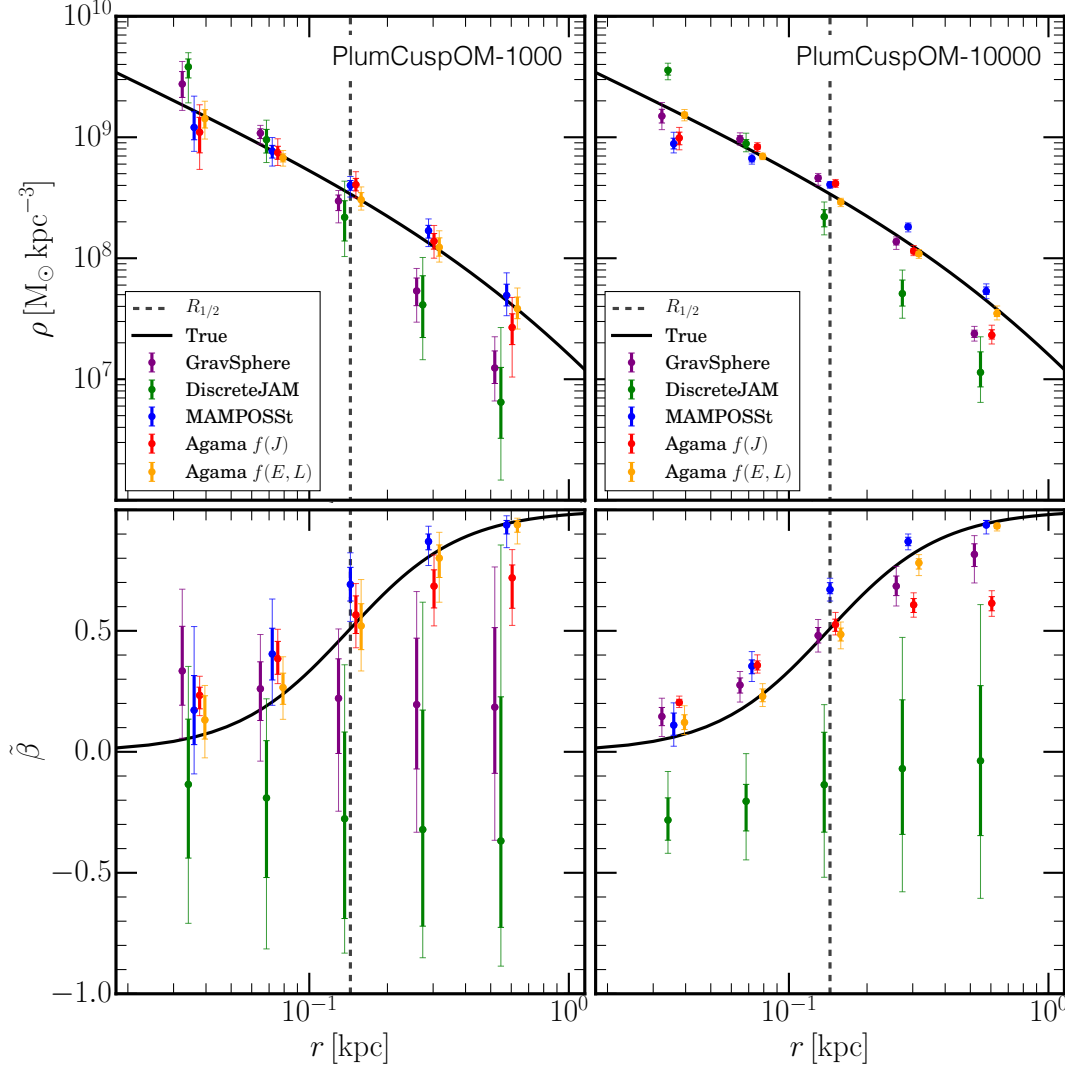 10^10
10^9
10^8
10^7
ρ [M_⊙ kpc^−3]
PlumCuspOM-1000
R_1/2
True
GravSphere
DiscreteJAM
MAMPOSSt
Agama f(J)
Agama f(E, L)
PlumCuspOM-10000
R_1/2
True
GravSphere
DiscreteJAM
MAMPOSSt
Agama f(J)
Agama f(E, L)
0.5
0.0
−0.5
−1.0
β̃
10^−1 10^0
r [kpc]
10^−1 10^0
r [kpc]